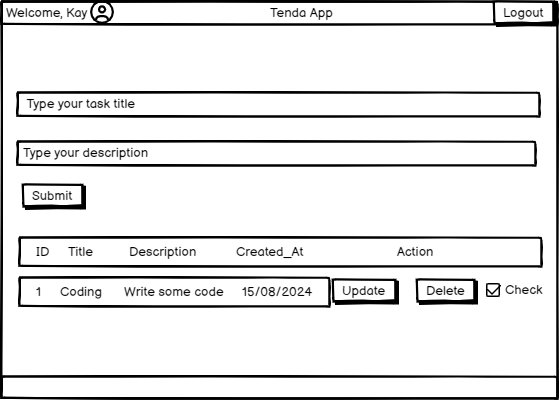 Welcome, Kay Tenda App Logout
Type your task title
Type your description
Submit
ID Title Description Created_At Action
1 Coding Write some code 15/08/2024 Update Delete Check